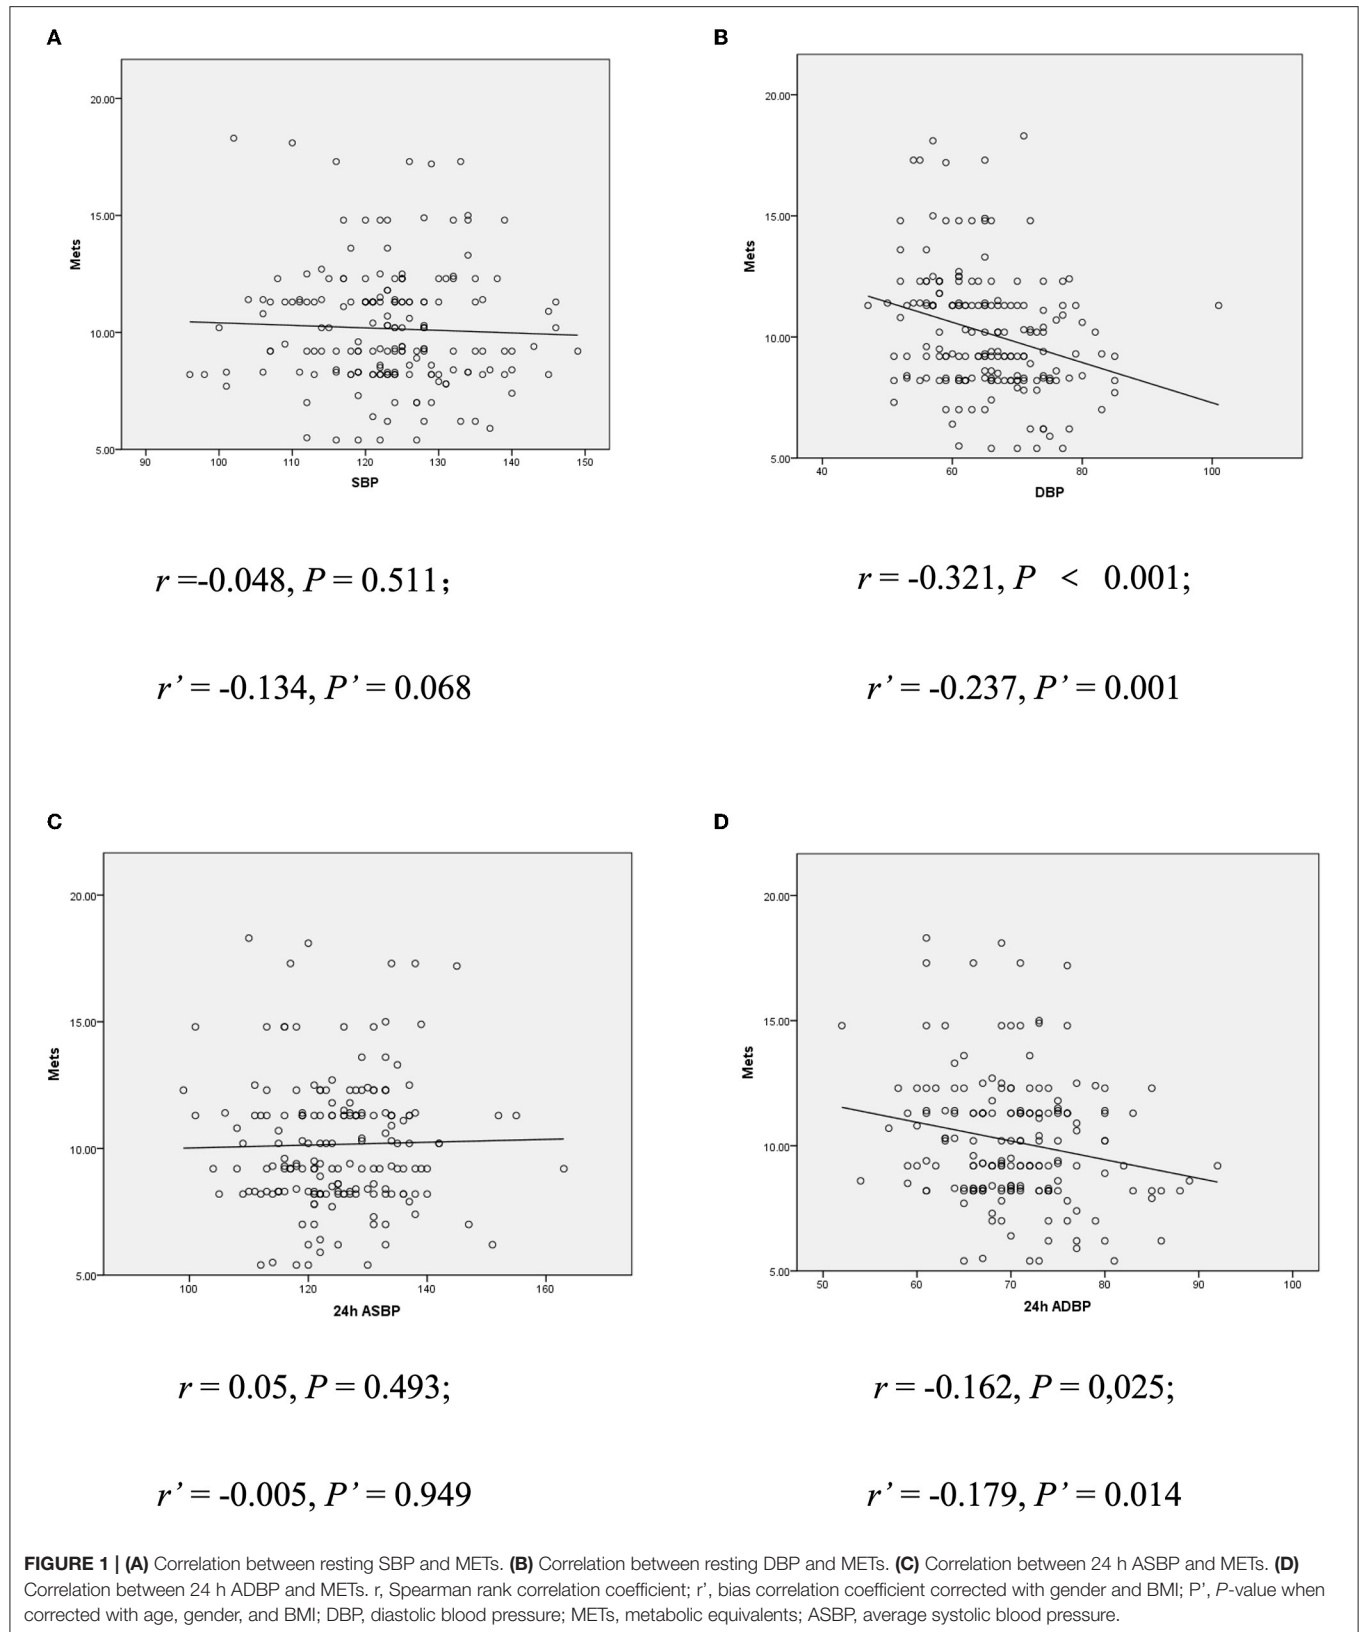 A
20.00
15.00
10.00
5.00
Mets
90 100 110 120 130 140 150
SBP
r =-0.048, P = 0.511;
r’ = -0.134, P’ = 0.068
B
20.00
15.00
10.00
5.00
Mets
40 60 80 100
DBP
r = -0.321, P < 0.001;
r’ = -0.237, P’ = 0.001
C
20.00
15.00
10.00
5.00
Mets
100 120 140 160
24h ASBP
r = 0.05, P = 0.493;
r’ = -0.005, P’ = 0.949
D
20.00
15.00
10.00
5.00
Mets
50 60 70 80 90 100
24h ADBP
r = -0.162, P = 0,025;
r’ = -0.179, P’ = 0.014
FIGURE 1 | (A) Correlation between resting SBP and METs. (B) Correlation between resting DBP and METs. (C) Correlation between 24 h ASBP and METs. (D)
Correlation between 24 h ADBP and METs. r, Spearman rank correlation coefficient; r’, bias correlation coefficient corrected with gender and BMI; P’, P-value when
corrected with age, gender, and BMI; DBP, diastolic blood pressure; METs, metabolic equivalents; ASBP, average systolic blood pressure.